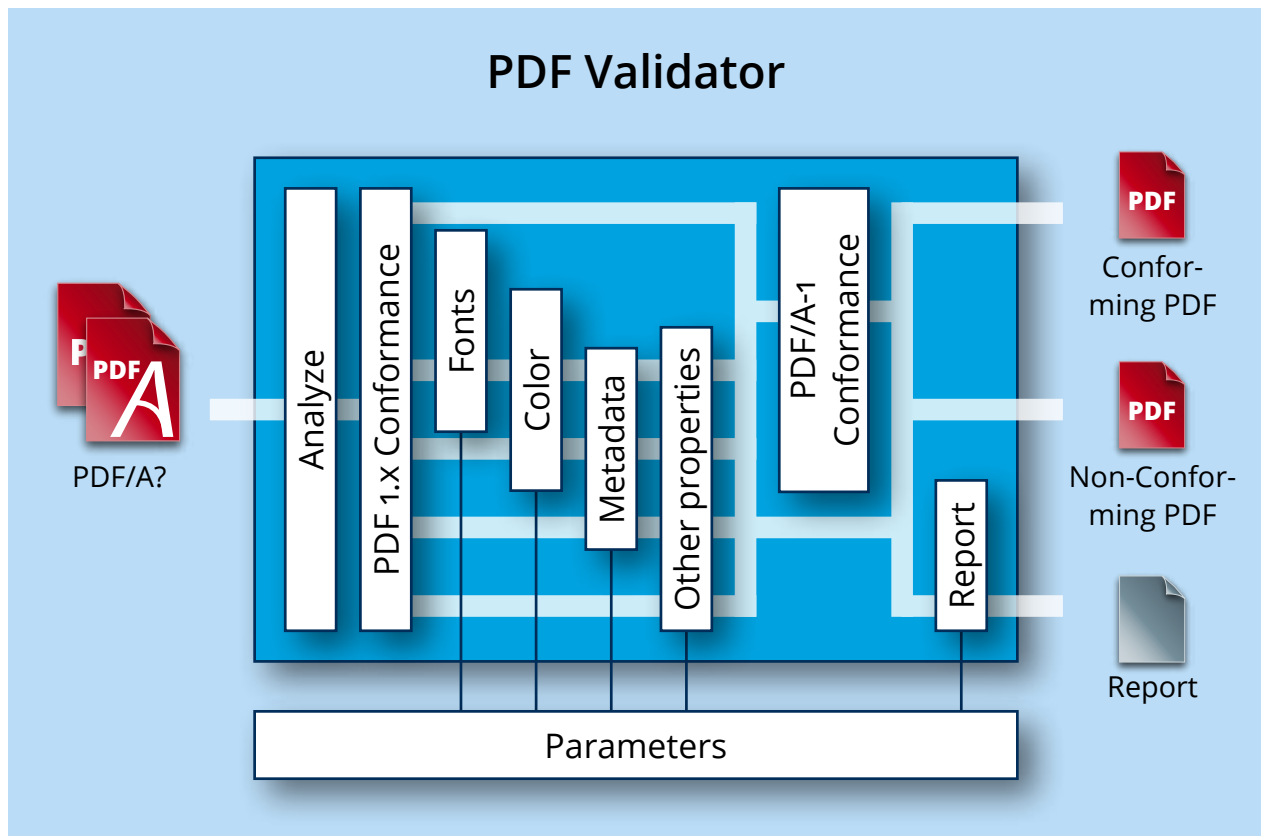 PDF Validator
P
PDF
A
PDF/A?
Analyze
PDF 1.x Conformance
Fonts
Color
Metadata
Other properties
PDF/A-1
Conformance
Report
PDF
Confor-
ming PDF
PDF
Non-Confor-
ming PDF
Report
Parameters